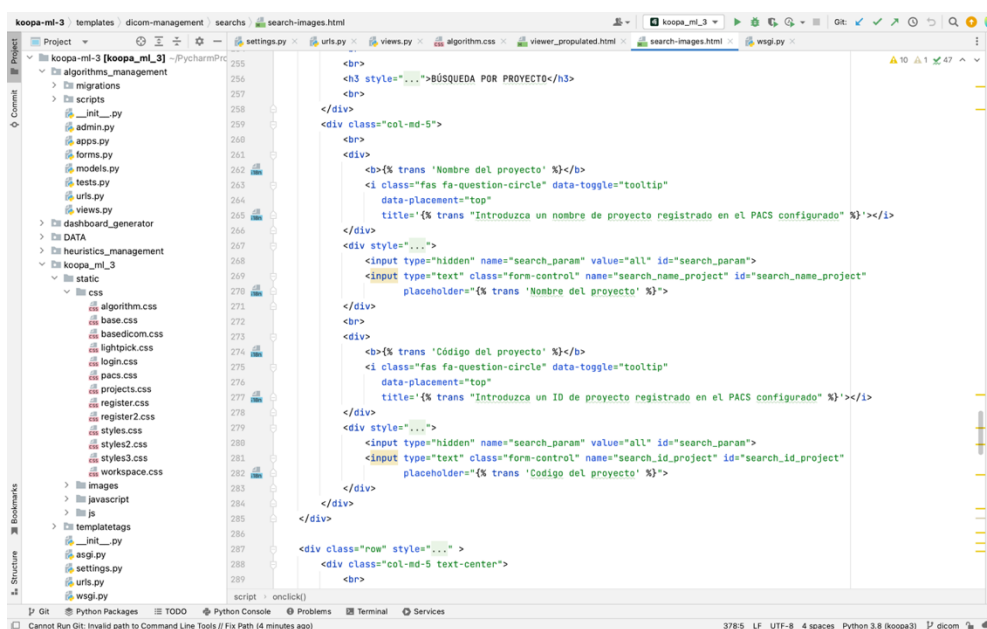 koopa-ml-3 › templates › dicom-management › searchs › search-images.html
koopa_ml_3
Git:
Project
settings.py
urls.py
views.py
algorithm.css
viewer_propulated.html
search-images.html
wsgi.py
Project
Commit
Bookmarks
Structure
koopa-ml-3 [koopa_ml_3] ~/PycharmPro
algorithms_management
migrations
scripts
__init__.py
admin.py
apps.py
forms.py
models.py
tests.py
urls.py
views.py
dashboard_generator
DATA
heuristics_management
koopa_ml_3
static
css
algorithm.css
base.css
basedicom.css
lightpick.css
login.css
pacs.css
projects.css
register.css
register2.css
styles.css
styles2.css
styles3.css
workspace.css
images
javascript
js
templatetags
__init__.py
asgi.py
settings.py
urls.py
wsgi.py
10 1 47
255 <br>
256 <h3 style="...">BÚSQUEDA POR PROYECTO</h3>
257 <br>
258 </div>
259 <div class="col-md-5">
260 <br>
261 <div>
262 <b>{% trans 'Nombre del proyecto' %}</b>
263 <i class="fas fa-question-circle" data-toggle="tooltip"
264 data-placement="top"
265 title='{% trans "Introduzca un nombre de proyecto registrado en el PACS configurado" %}'></i>
266 </div>
267 <div style="...">
268 <input type="hidden" name="search_param" value="all" id="search_param">
269 <input type="text" class="form-control" name="search_name_project" id="search_name_project"
270 placeholder="{% trans 'Nombre del proyecto' %}">
271 </div>
272 <br>
273 <div>
274 <b>{% trans 'Código del proyecto' %}</b>
275 <i class="fas fa-question-circle" data-toggle="tooltip"
276 data-placement="top"
277 title='{% trans "Introduzca un ID de proyecto registrado en el PACS configurado" %}'></i>
278 </div>
279 <div style="...">
280 <input type="hidden" name="search_param" value="all" id="search_param">
281 <input type="text" class="form-control" name="search_id_project" id="search_id_project"
282 placeholder="{% trans 'Codigo del proyecto' %}">
283 </div>
284 </div>
285 </div>
286
287 <div class="row" style="..." >
288 <div class="col-md-5 text-center">
289 <br>
script › onclick()
Git
Python Packages
TODO
Python Console
Problems
Terminal
Services
Cannot Run Git: Invalid path to Command Line Tools // Fix Path (4 minutes ago)
378:5 LF UTF-8 4 spaces Python 3.8 (koopa3) dicom